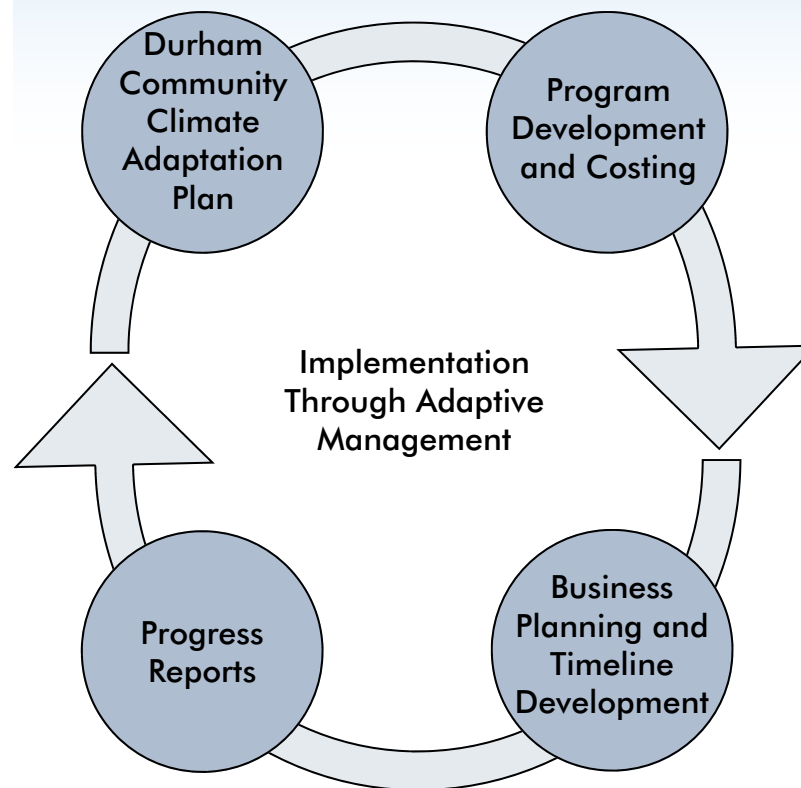 Durham
Community
Climate
Adaptation
Plan
Program
Development
and Costing
Implementation
Through Adaptive
Management
Business
Planning and
Timeline
Development
Progress
Reports